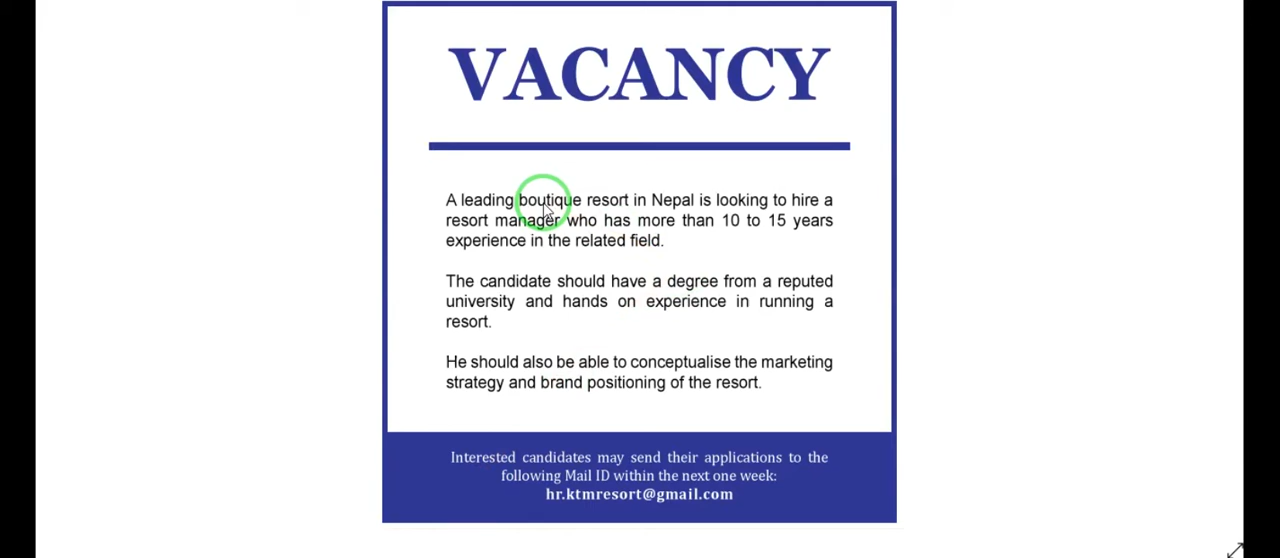 VACANCY
A leading boutique resort in Nepal is looking to hire a
resort manager who has more than 10 to 15 years
experience in the related field.
The candidate should have a degree from a reputed
university and hands on experience in running a
resort.
He should also be able to conceptualise the marketing
strategy and brand positioning of the resort.
Interested candidates may send their applications to the
following Mail ID within the next one week:
hr.ktmresort@gmail.com